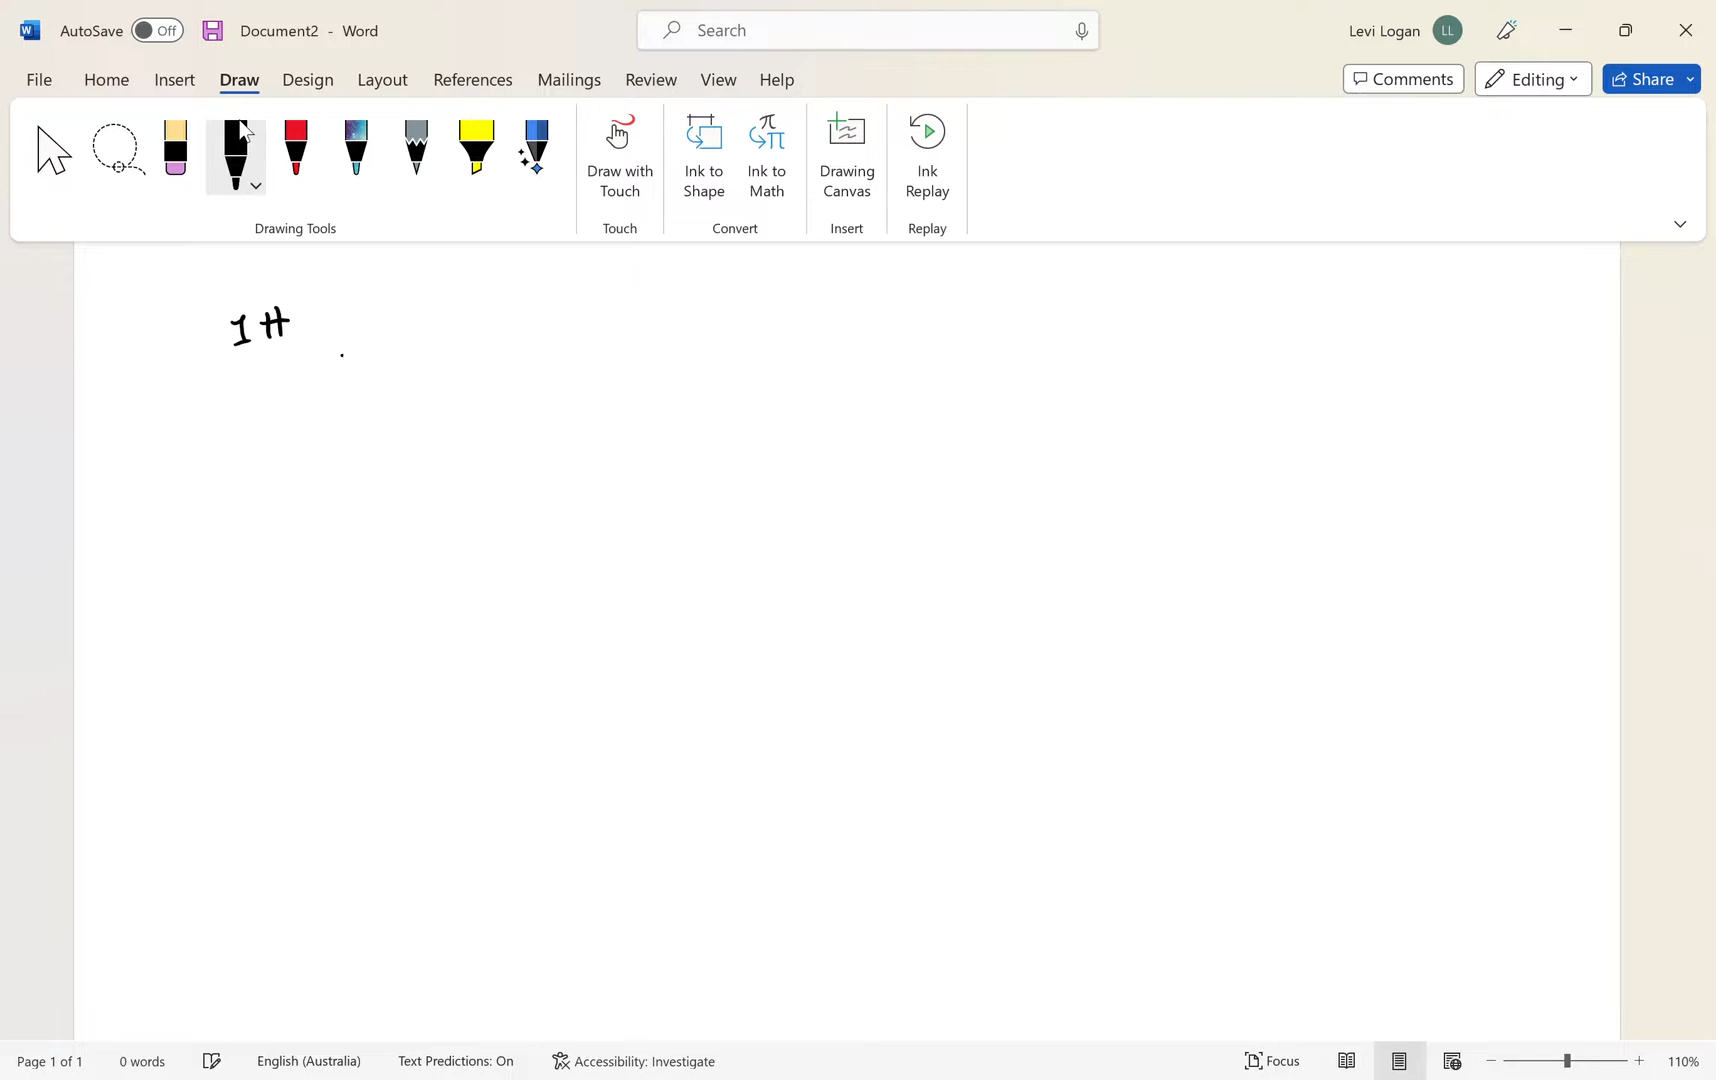 W AutoSave Off Document2 - Word Search Levi Logan LL
File Home Insert Draw Design Layout References Mailings Review View Help Comments Editing Share
Draw with Touch Ink to Shape Ink to Math Drawing Canvas Ink Replay
Drawing Tools Touch Convert Insert Replay
1 #
Page 1 of 1 0 words English (Australia) Text Predictions: On Accessibility: Investigate Focus 110%